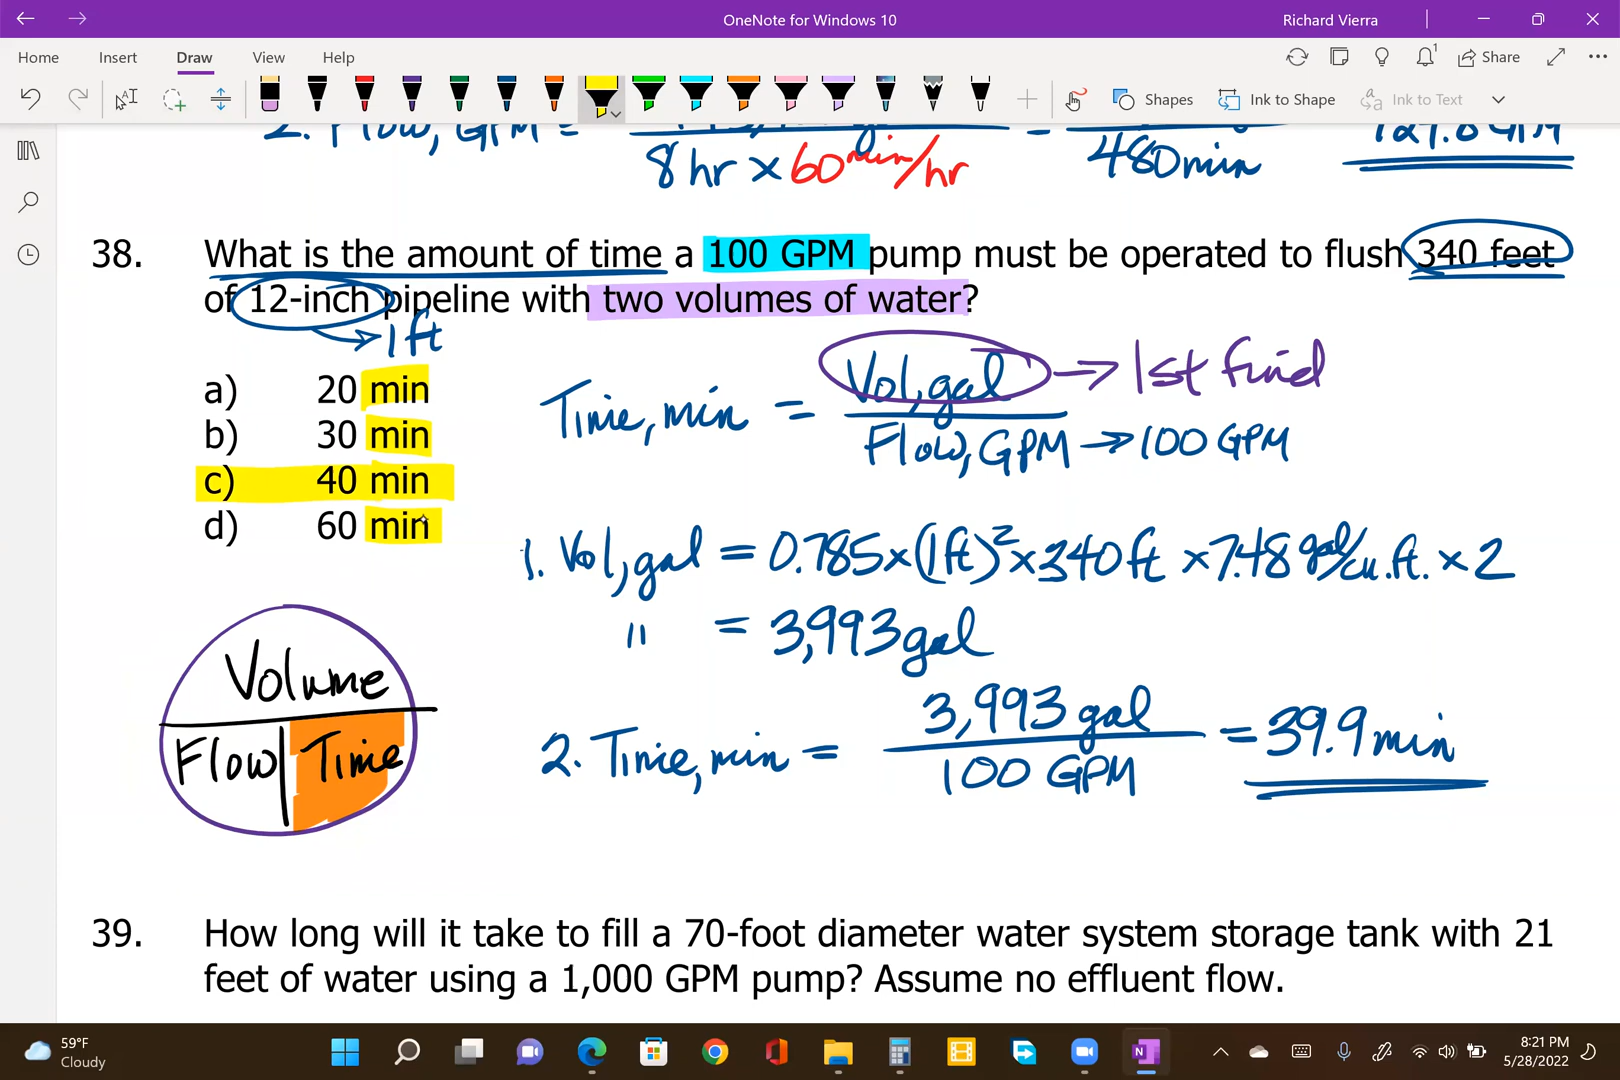 OneNote for Windows 10
Richard Vierra
Home Insert Draw View Help
Share
Shapes Ink to Shape Ink to Text
2. Flow, GPM = =
8 hr × 60 min/hr 480 min
38. What is the amount of time a 100 GPM pump must be operated to flush 340 feet
of 12-inch pipeline with two volumes of water?
→ 1 ft
a) 20 min
b) 30 min
c) 40 min
d) 60 min
Time, min = Vol, gal → 1st find
Flow, GPM → 100 GPM
1. Vol, gal = 0.785 × (1 ft)² × 340 ft × 7.48 gal/cu.ft. × 2
" = 3,993 gal
2. Time, min = 3,993 gal = 39.9 min
100 GPM
Volume
Flow Time
39. How long will it take to fill a 70-foot diameter water system storage tank with 21
feet of water using a 1,000 GPM pump? Assume no effluent flow.
59°F
Cloudy
8:21 PM
5/28/2022